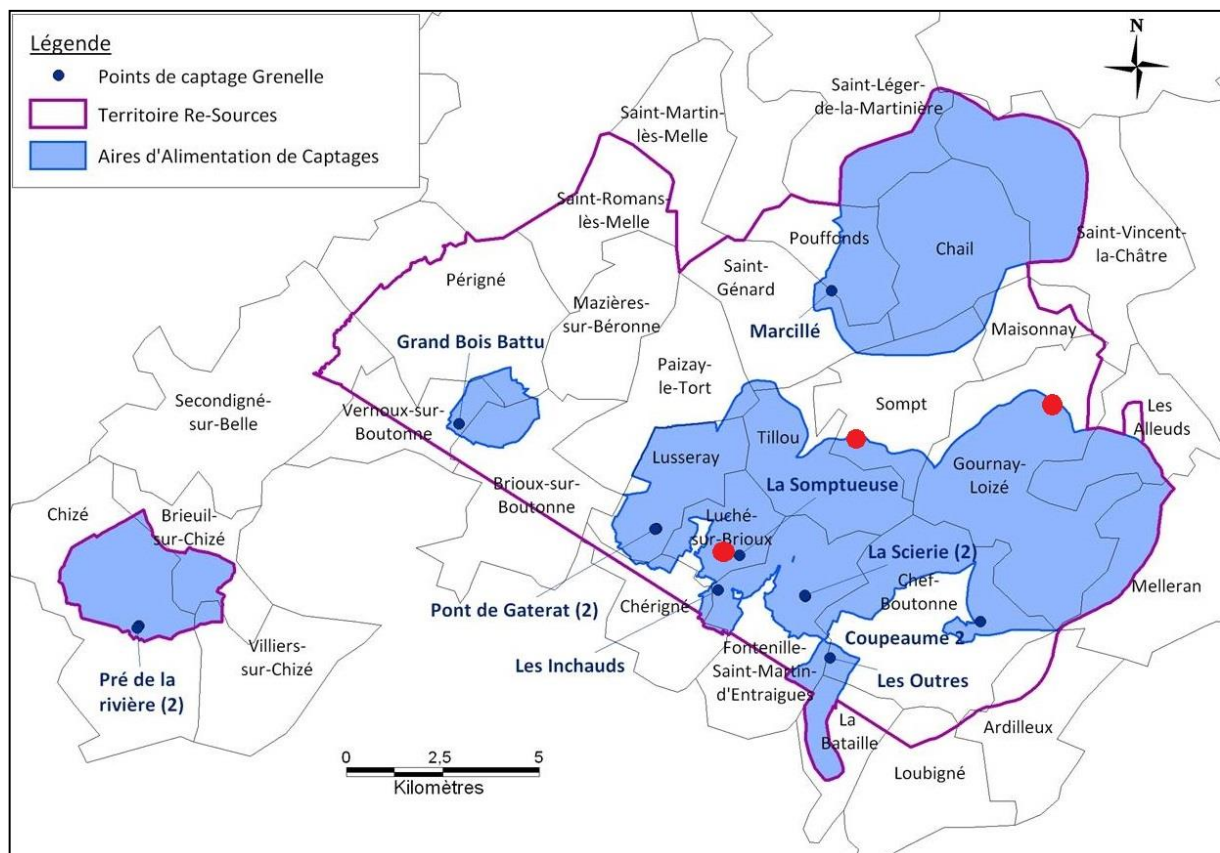 Légende
Points de captage Grenelle
Territoire Re-Sources
Aires d'Alimentation de Captages
N
Saint-Léger-
de-la-Martinière
Saint-Martin-
lès-Melle
Saint-Romans-
lès-Melle
Pouffonds
Chail
Saint-Vincent-
la-Châtre
Saint-
Génard
Périgné
Mazières-
sur-Béronne
Marcillé
Maisonnay
Grand Bois Battu
Paizay-
le-Tort
Secondigné-
sur-Belle
Vernoux-sur-
Boutonne
Sompt
Les
Alleuds
Tillou
Lusseray
Gournay-
Loizé
La Somptueuse
Brioux-sur-
Boutonne
Chizé
Brieuil-
sur-Chizé
Luché-
sur-Brioux
La Scierie (2)
Chef-
Boutonne
Melleran
Pont de Gaterat (2)
Chérigné
Coupeaume 2
Villiers-
sur-Chizé
Les Inchauds
Fontenille-
Saint-Martin-
d'Entraigues
Les Outres
Pré de la
rivière (2)
La
Bataille
Ardilleux
Loubigné
0 2,5 5
Kilomètres